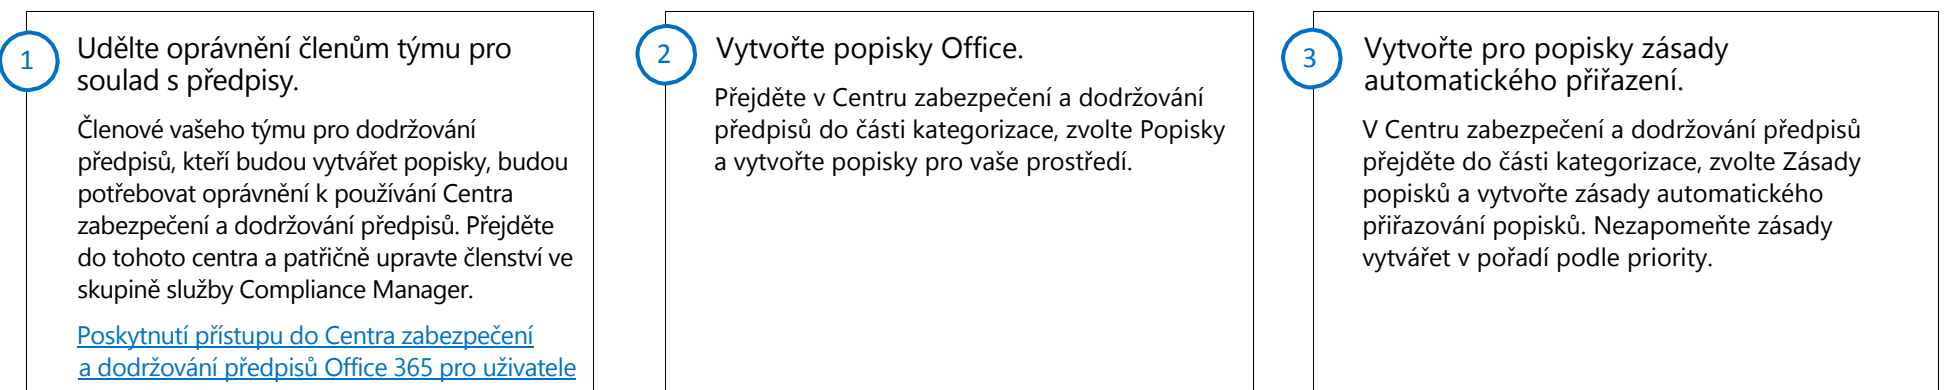 1
Udělte oprávnění členům týmu pro
soulad s předpisy.
Členové vašeho týmu pro dodržování
předpisů, kteří budou vytvářet popisky, budou
potřebovat oprávnění k používání Centra
zabezpečení a dodržování předpisů. Přejděte
do tohoto centra a patřičně upravte členství ve
skupině služby Compliance Manager.
Poskytnutí přístupu do Centra zabezpečení
a dodržování předpisů Office 365 pro uživatele
2
Vytvořte popisky Office.
Přejděte v Centru zabezpečení a dodržování
předpisů do části kategorizace, zvolte Popisky
a vytvořte popisky pro vaše prostředí.
3
Vytvořte pro popisky zásady
automatického přiřazení.
V Centru zabezpečení a dodržování předpisů
přejděte do části kategorizace, zvolte Zásady
popisků a vytvořte zásady automatického
přiřazování popisků. Nezapomeňte zásady
vytvářet v pořadí podle priority.